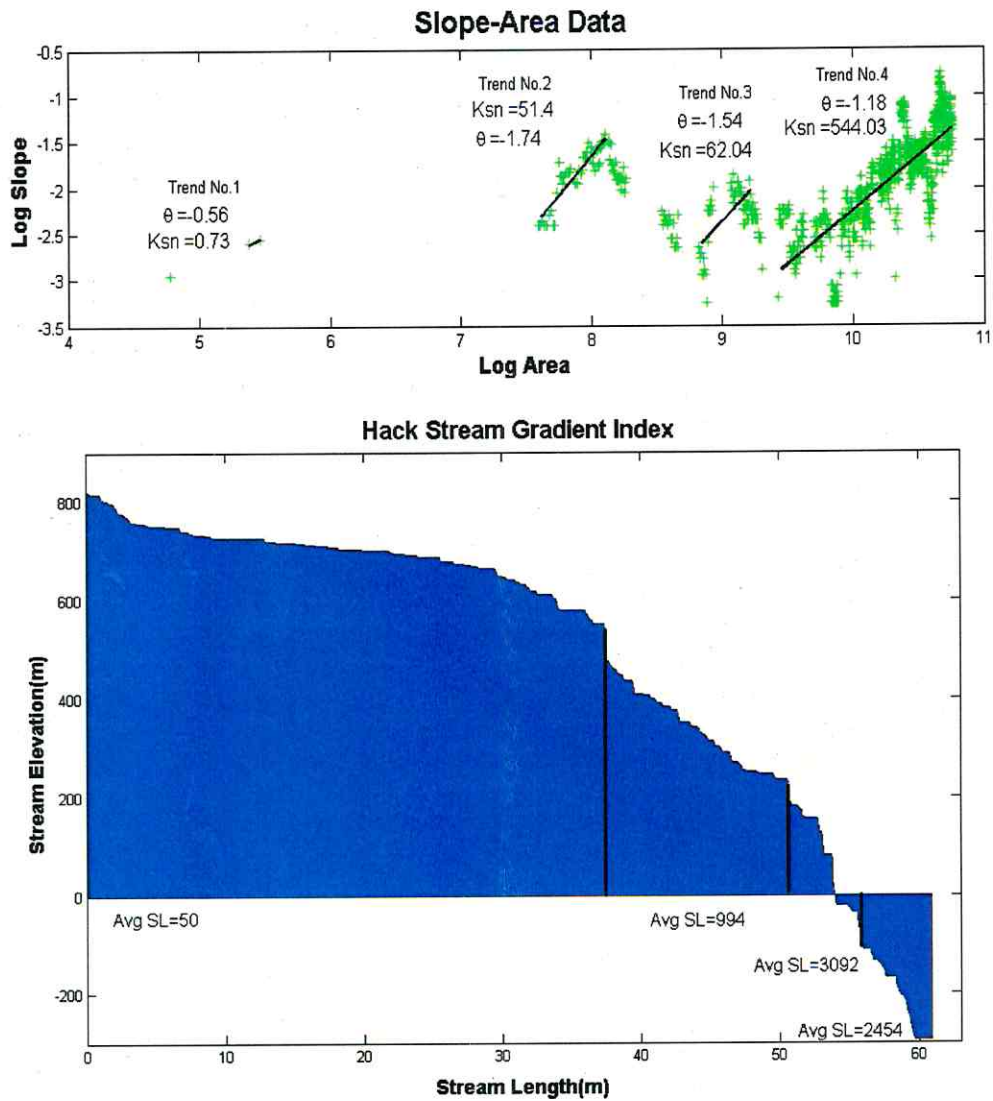 Slope-Area Data
-0.5
-1
-1.5
-2
-2.5
-3
-3.5
Log Slope
Trend No.1
θ =-0.56
Ksn =0.73
Trend No.2
Ksn =51.4
θ =-1.74
Trend No.3
θ =-1.54
Ksn =62.04
Trend No.4
θ =-1.18
Ksn =544.03
4 5 6 7 8 9 10 11
Log Area
Hack Stream Gradient Index
800
600
400
200
0
-200
Stream Elevation(m)
Avg SL=50
Avg SL=994
Avg SL=3092
Avg SL=2454
0 10 20 30 40 50 60
Stream Length(m)